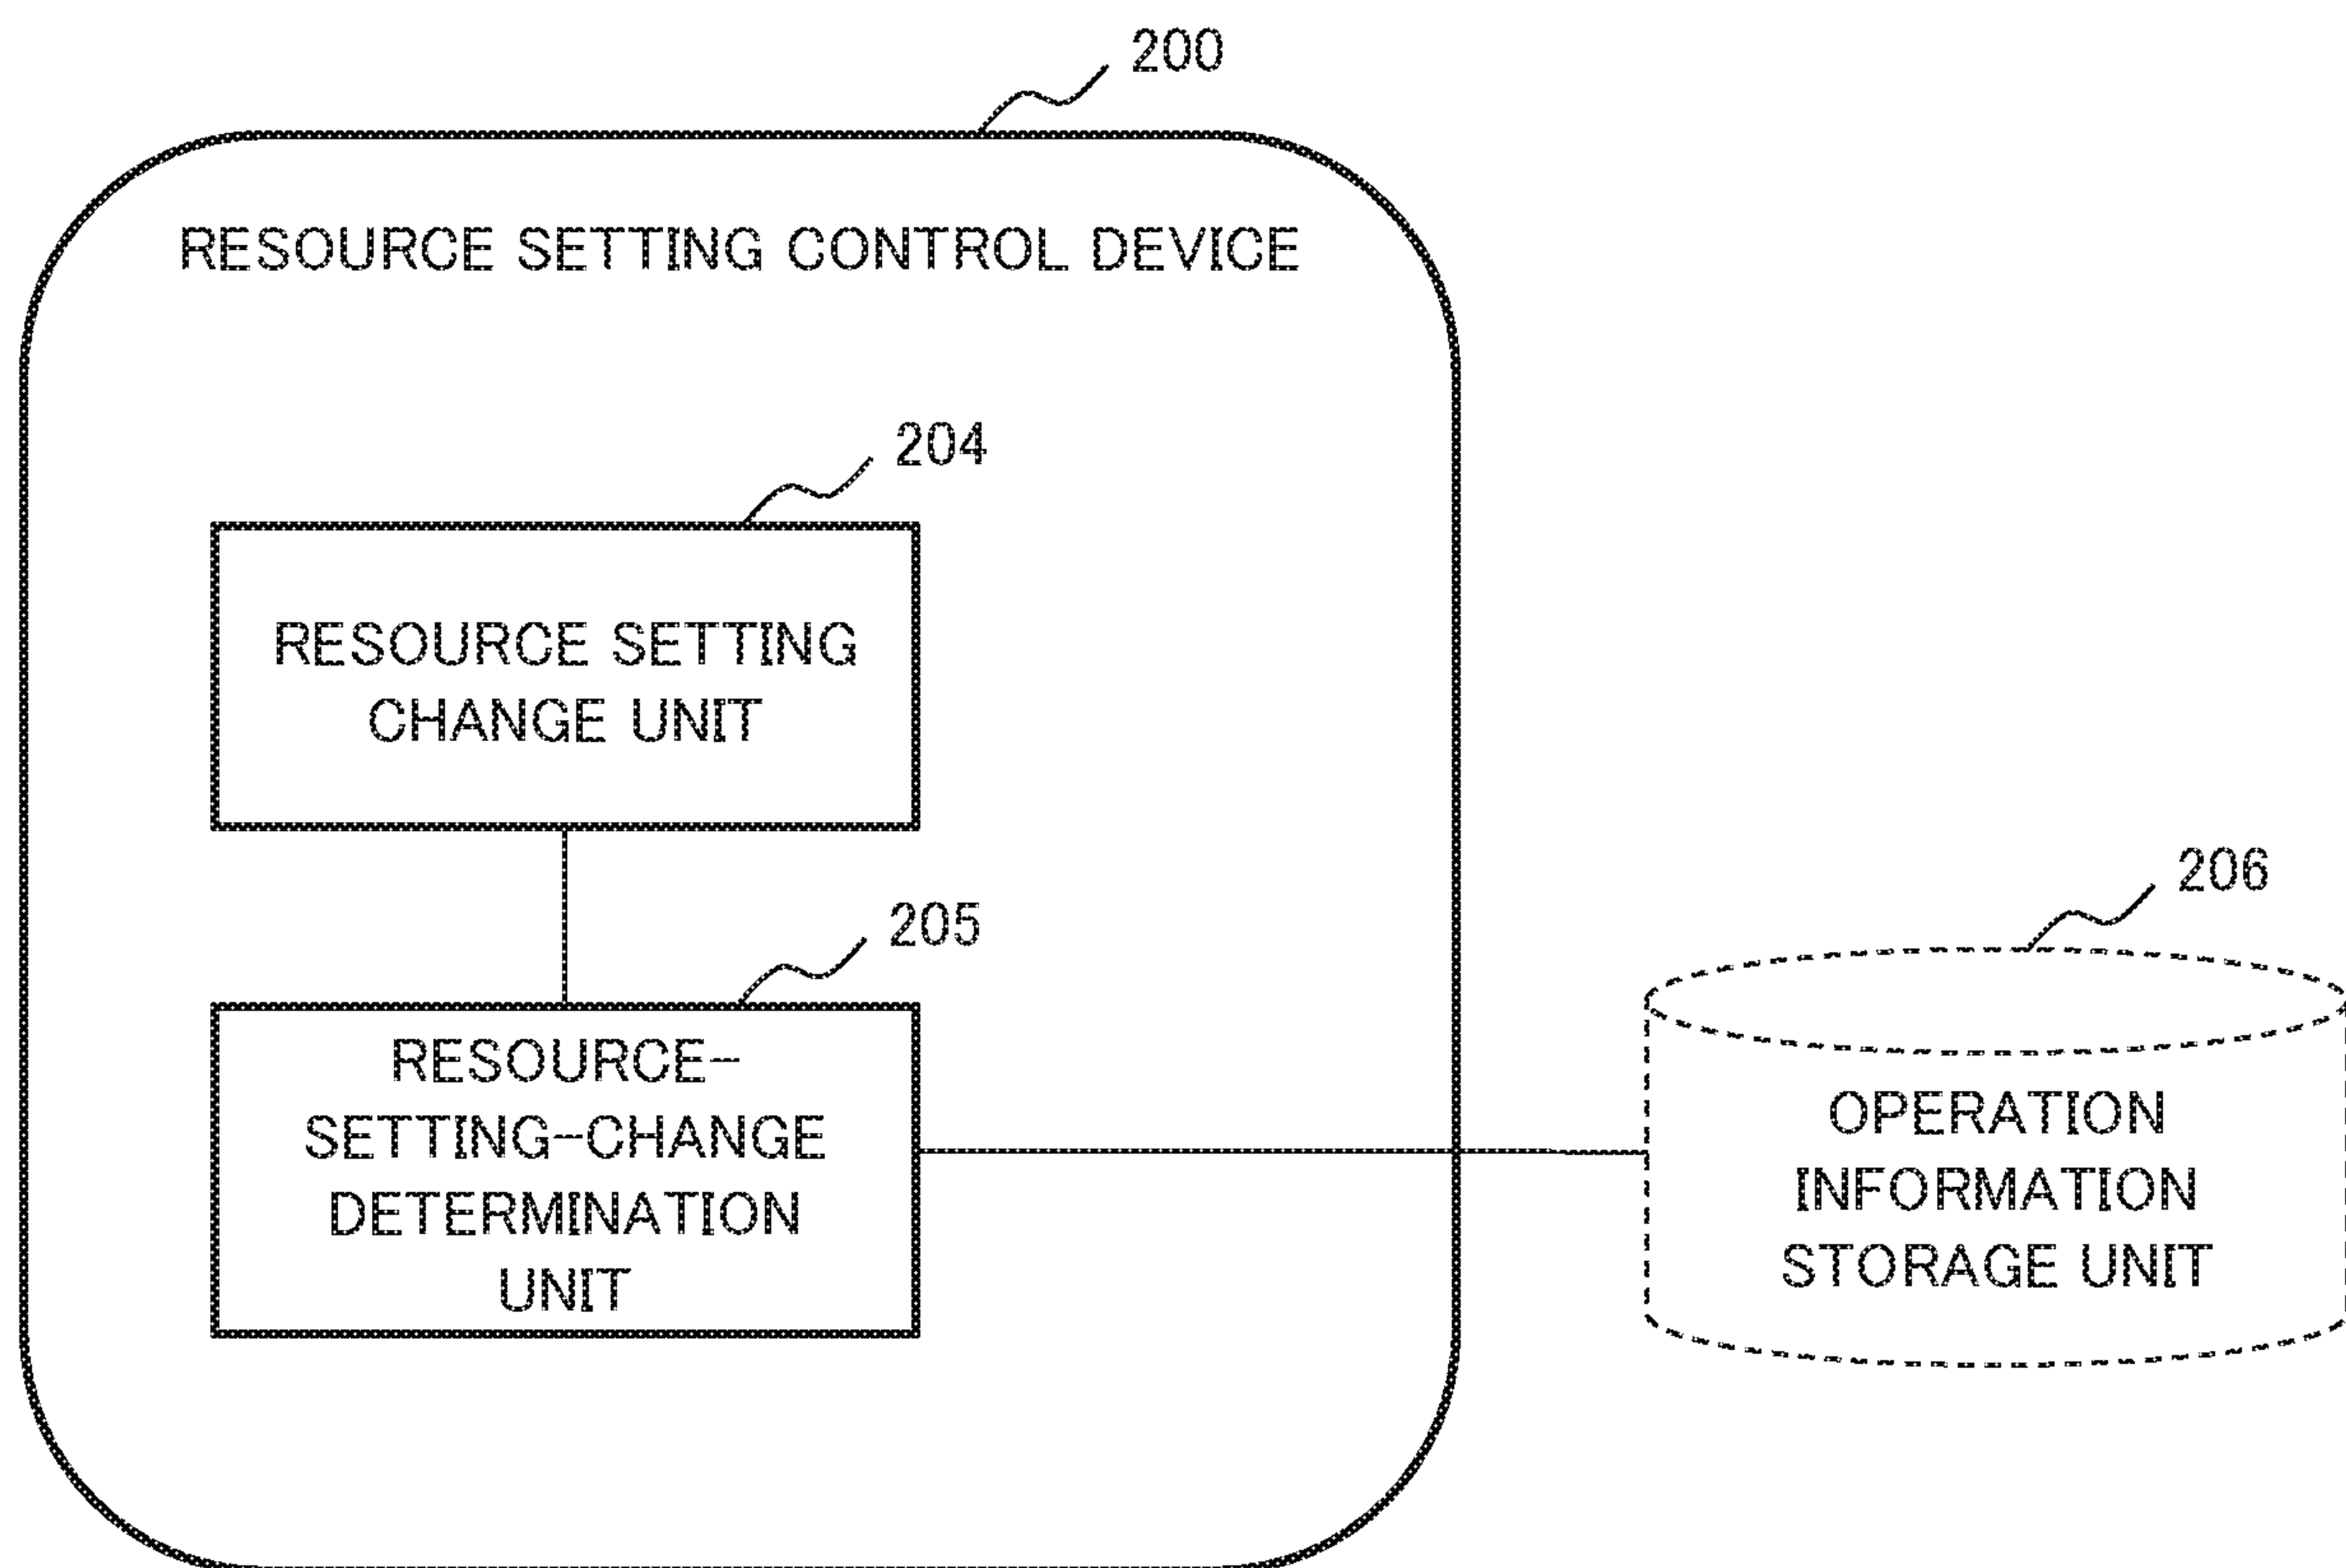 200
RESOURCE SETTING CONTROL DEVICE
204
RESOURCE SETTING
CHANGE UNIT
205
RESOURCE-
SETTING-CHANGE
DETERMINATION
UNIT
206
OPERATION
INFORMATION
STORAGE UNIT